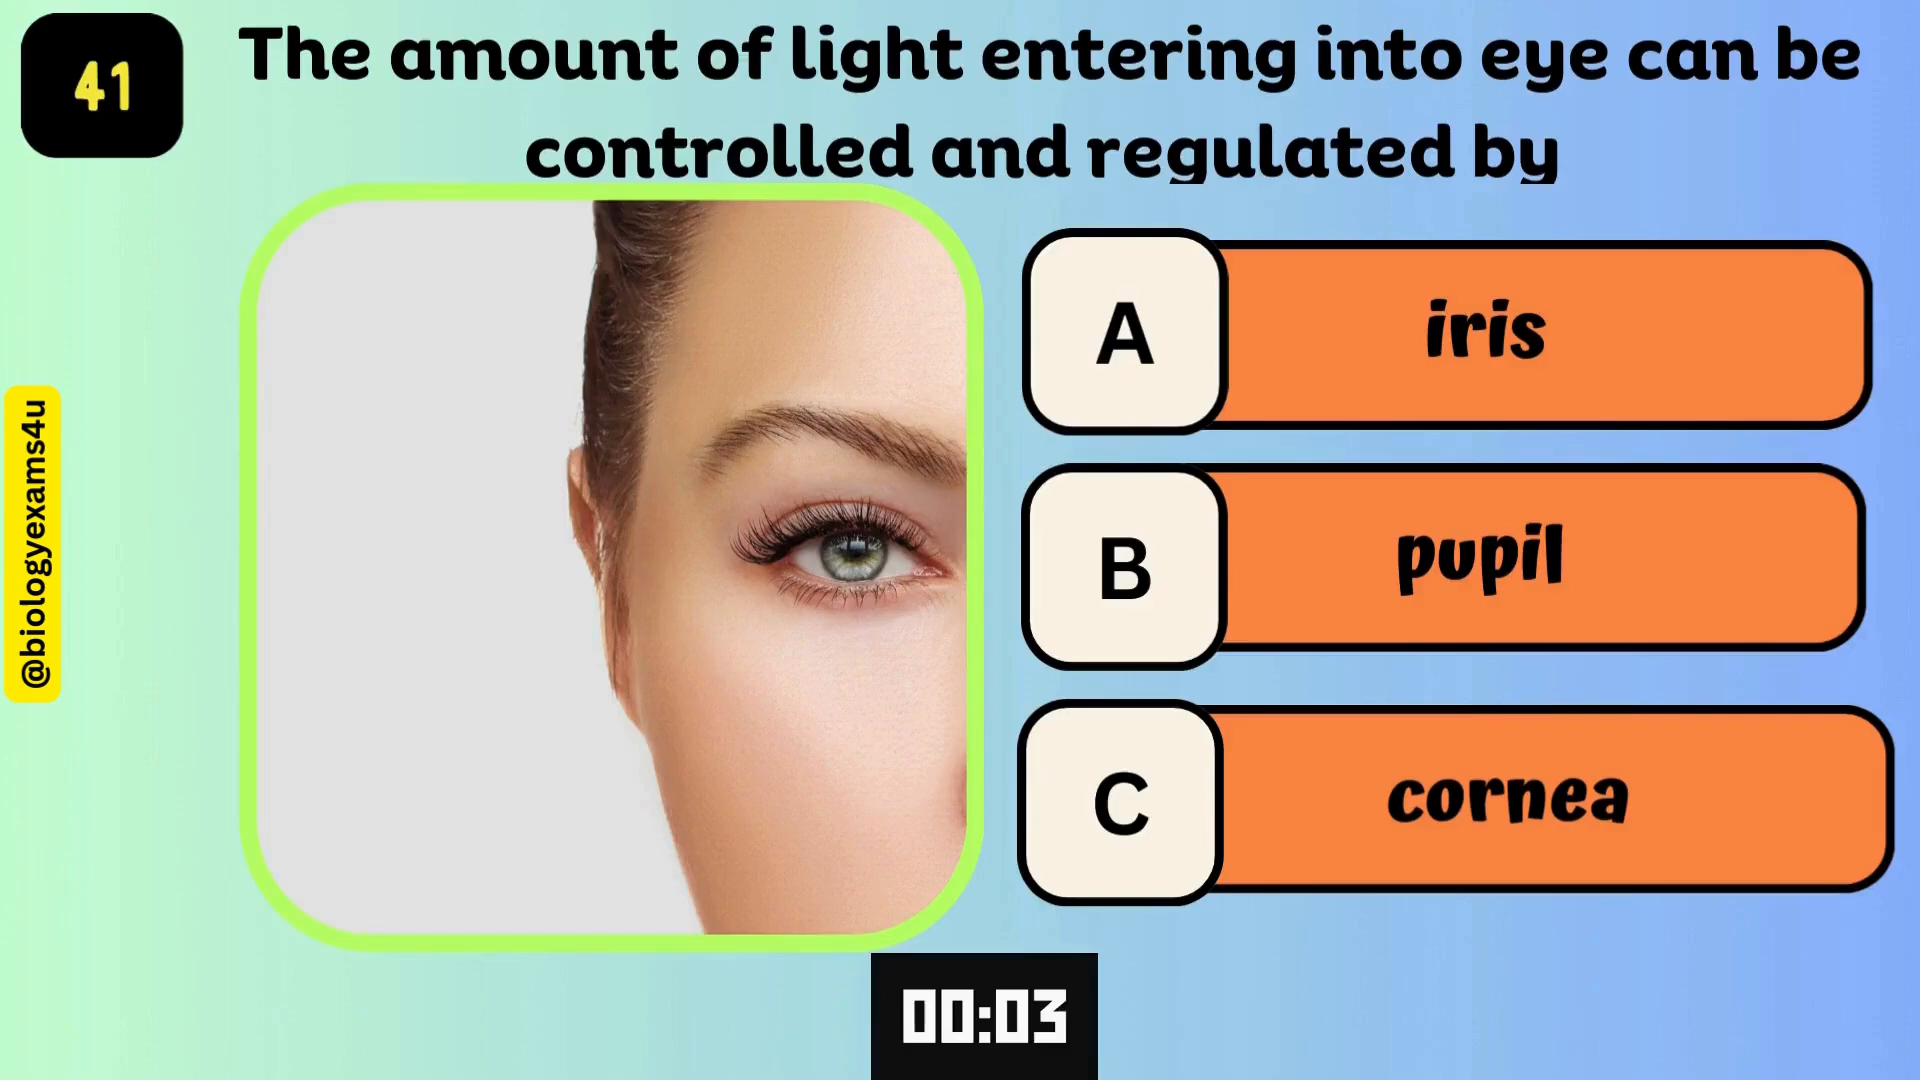 41
The amount of light entering into eye can be
controlled and regulated by
@biologyexams4u
A
iris
B
pupil
C
cornea
00:03